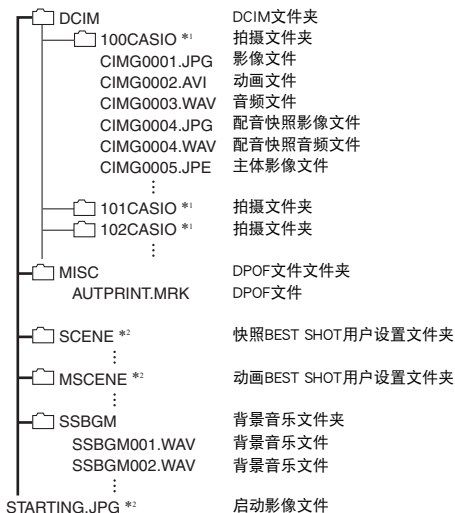 DCIM DCIM文件夹
100CASIO *1 拍摄文件夹
CIMG0001.JPG 影像文件
CIMG0002.AVI 动画文件
CIMG0003.WAV 音频文件
CIMG0004.JPG 配音快照影像文件
CIMG0004.WAV 配音快照音频文件
CIMG0005.JPE 主体影像文件
⋮
101CASIO *1 拍摄文件夹
102CASIO *1 拍摄文件夹
⋮
MISC DPOF文件文件夹
AUTPRINT.MRK DPOF文件
SCENE *2 快照BEST SHOT用户设置文件夹
⋮
MSCENE *2 动画BEST SHOT用户设置文件夹
⋮
SSBGM 背景音乐文件夹
SSBGM001.WAV 背景音乐文件
SSBGM002.WAV 背景音乐文件
⋮
STARTING.JPG *2 启动影像文件